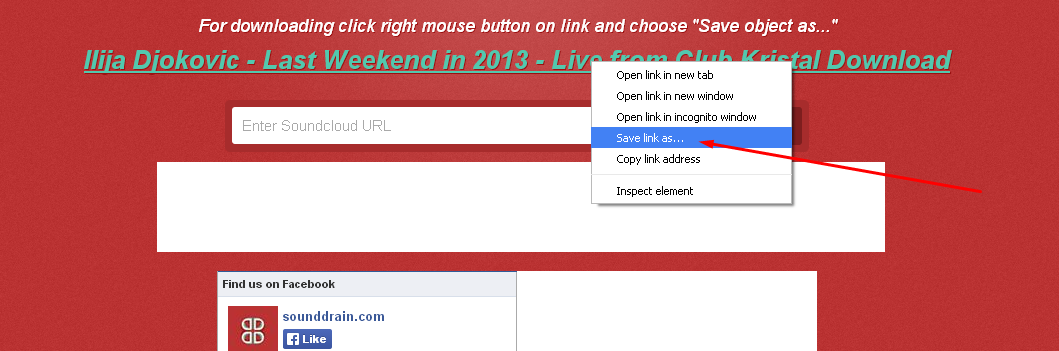 For downloading click right mouse button on link and choose "Save object as..."
Ilija Djokovic - Last Weekend in 2013 - Live from Club Kristal Download
Open link in new tab
Open link in new window
Open link in incognito window
Save link as...
Copy link address
Inspect element
Enter Soundcloud URL
Find us on Facebook
sounddrain.com
Like